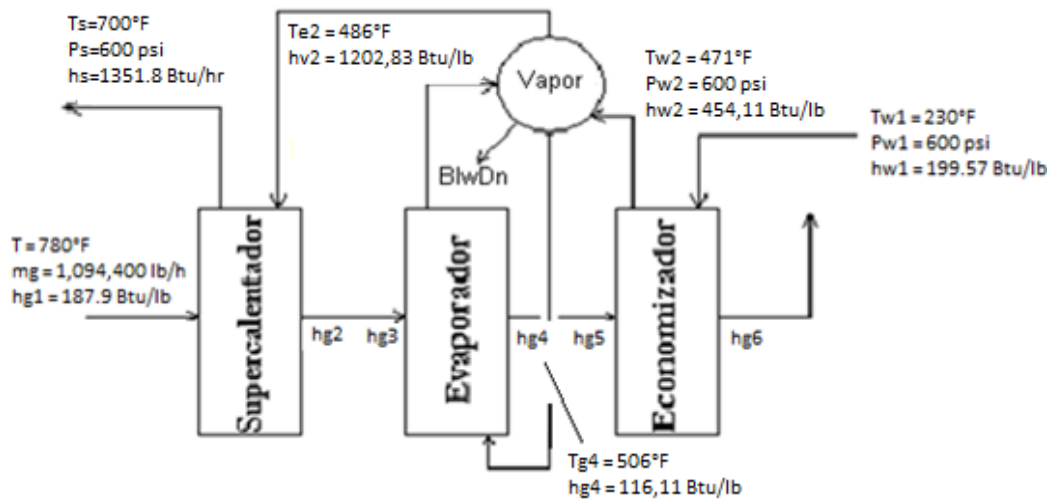 Ts=700°F
Ps=600 psi
hs=1351.8 Btu/hr
Te2 = 486°F
hv2 = 1202,83 Btu/lb
Vapor
Tw2 = 471°F
Pw2 = 600 psi
hw2 = 454,11 Btu/lb
Tw1 = 230°F
Pw1 = 600 psi
hw1 = 199.57 Btu/lb
BlwDn
T = 780°F
mg = 1,094,400 lb/h
hg1 = 187.9 Btu/lb
Supercalentador
hg2
hg3
Evaporador
hg4
hg5
Economizador
hg6
Tg4 = 506°F
hg4 = 116,11 Btu/lb